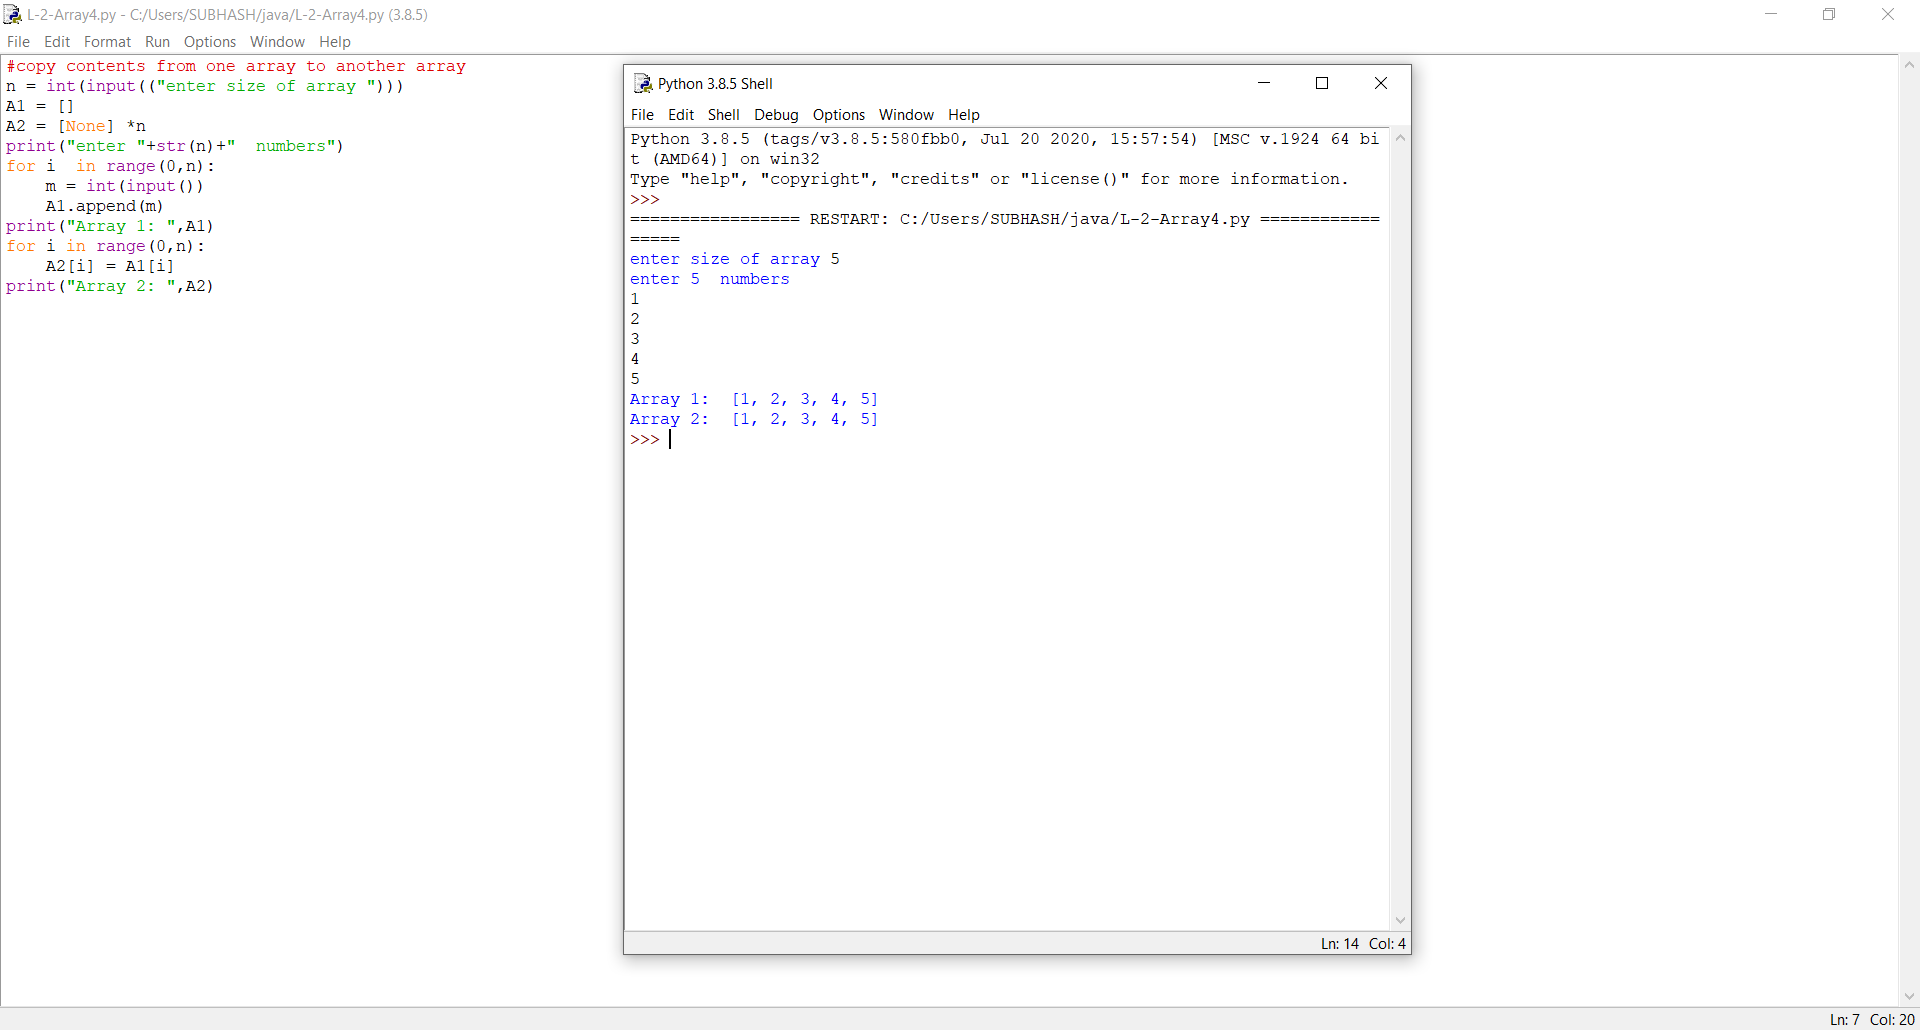 L-2-Array4.py - C:/Users/SUBHASH/java/L-2-Array4.py (3.8.5)
File Edit Format Run Options Window Help
#copy contents from one array to another array
n = int(input(("enter size of array ")))
A1 = []
A2 = [None] *n
print("enter "+str(n)+"  numbers")
for i  in range(0,n):
    m = int(input())
    A1.append(m)
print("Array 1: ",A1)
for i in range(0,n):
    A2[i] = A1[i]
print("Array 2: ",A2)
Python 3.8.5 Shell
File Edit Shell Debug Options Window Help
Python 3.8.5 (tags/v3.8.5:580fbb0, Jul 20 2020, 15:57:54) [MSC v.1924 64 bi
t (AMD64)] on win32
Type "help", "copyright", "credits" or "license()" for more information.
>>>
================= RESTART: C:/Users/SUBHASH/java/L-2-Array4.py ============
=====
enter size of array 5
enter 5  numbers
1
2
3
4
5
Array 1:  [1, 2, 3, 4, 5]
Array 2:  [1, 2, 3, 4, 5]
>>>
Ln: 14 Col: 4
Ln: 7 Col: 20